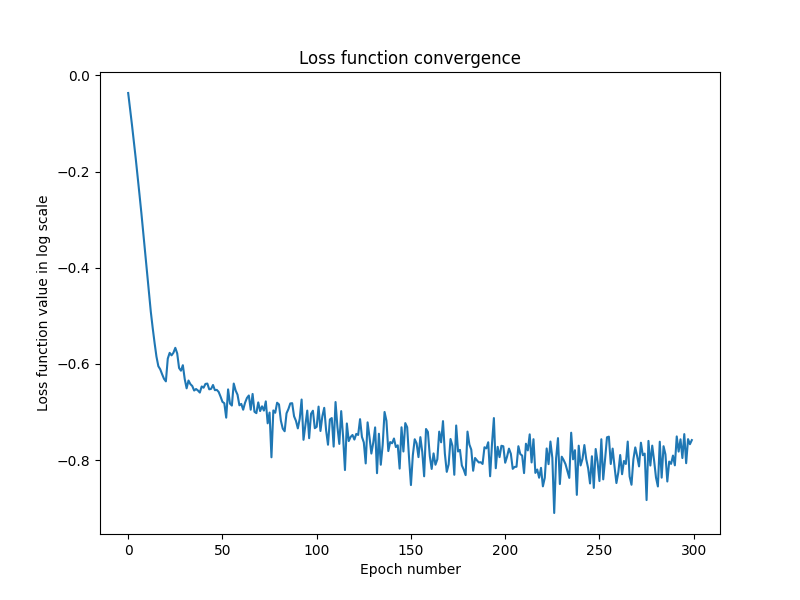 Loss function convergence
0.0
−0.2
−0.4
−0.6
−0.8
Loss function value in log scale
0 50 100 150 200 250 300
Epoch number